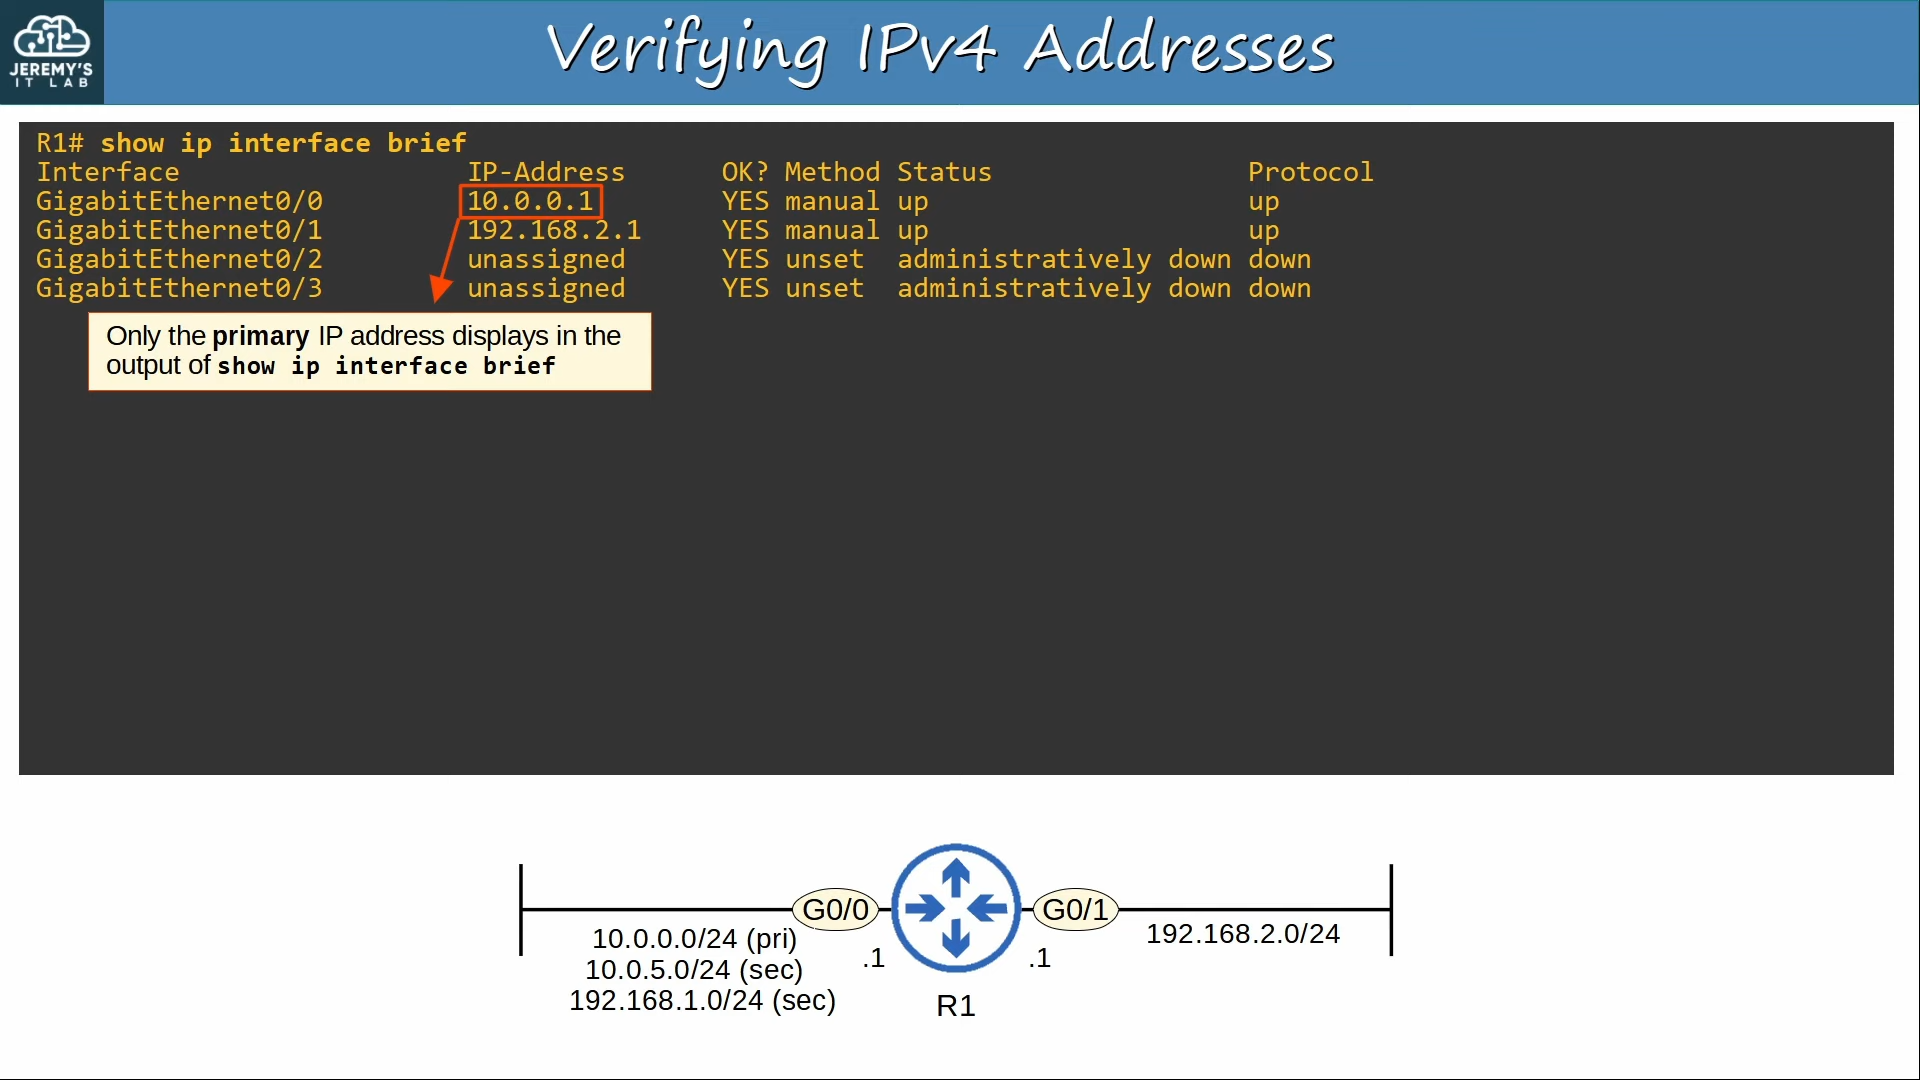 JEREMY'S
IT LAB
Verifying IPv4 Addresses
R1# show ip interface brief
Interface IP-Address OK? Method Status Protocol
GigabitEthernet0/0 10.0.0.1 YES manual up up
GigabitEthernet0/1 192.168.2.1 YES manual up up
GigabitEthernet0/2 unassigned YES unset administratively down down
GigabitEthernet0/3 unassigned YES unset administratively down down
Only the primary IP address displays in the
output of show ip interface brief
G0/0
G0/1
10.0.0.0/24 (pri)
10.0.5.0/24 (sec)
192.168.1.0/24 (sec)
.1
.1
192.168.2.0/24
R1